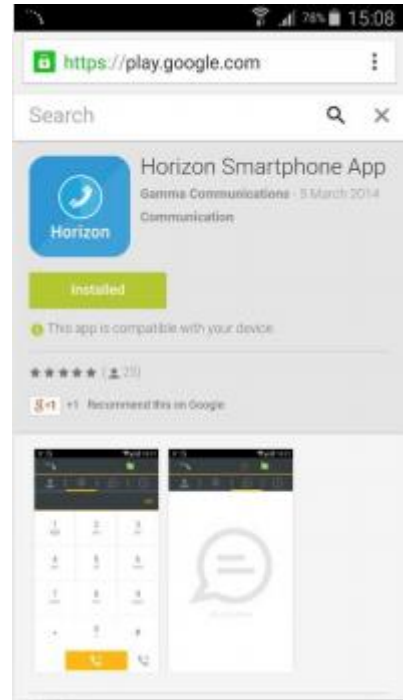 78% 15:08
https://play.google.com
Search
Horizon Smartphone App
Gamma Communications - 5 March 2014
Communication
Horizon
Installed
This app is compatible with your device.
+1 Recommend this on Google